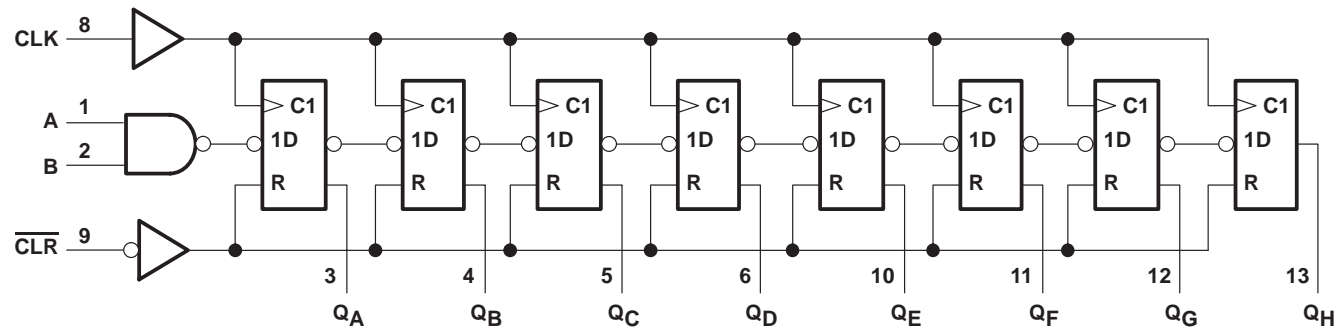 CLK 8
C1 C1 C1 C1 C1 C1 C1 C1
A 1
1D 1D 1D 1D 1D 1D 1D 1D
B 2
R R R R R R R R
CLR 9
3 4 5 6 10 11 12 13
QA QB QC QD QE QF QG QH